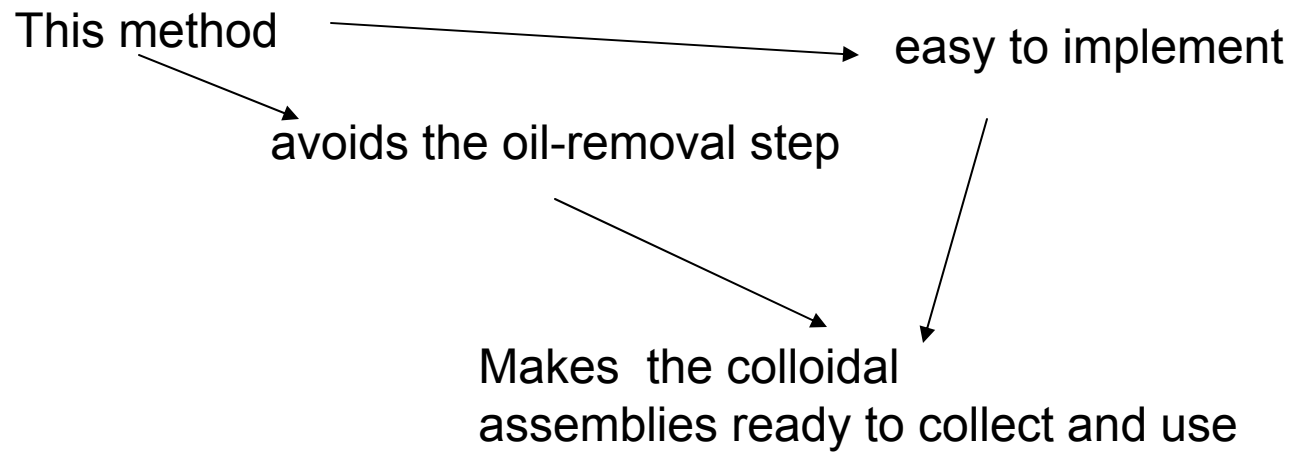 This method
easy to implement
avoids the oil-removal step
Makes the colloidal
assemblies ready to collect and use